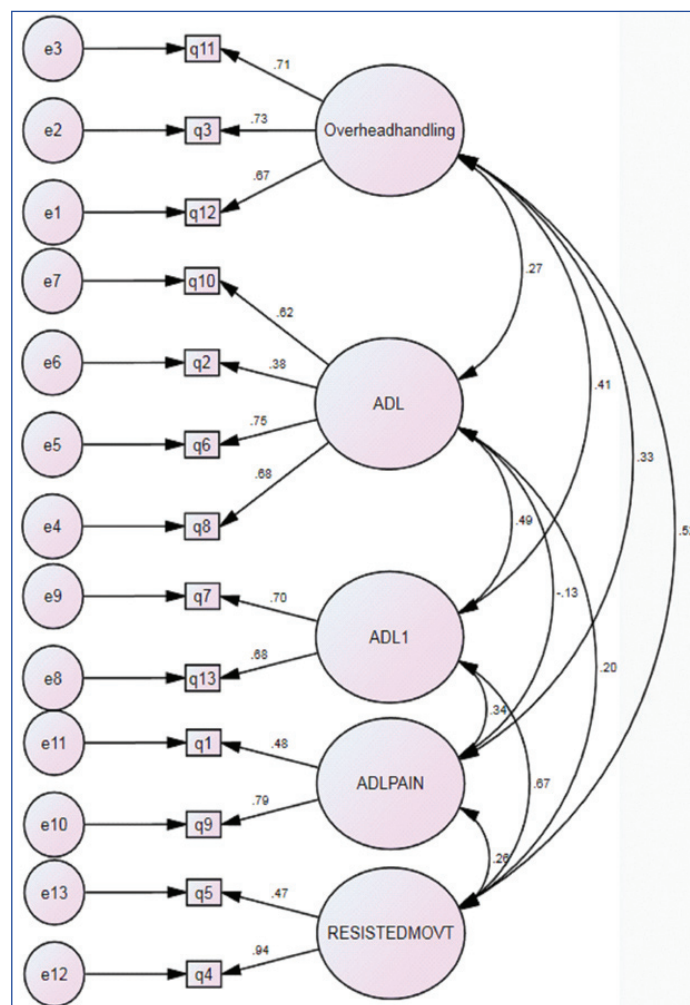 e3
q11
.71
Overheadhandling
e2
q3
.73
e1
q12
.67
e7
q10
.27
.62
e6
q2
.38
ADL
.41
e5
q6
.75
.33
e4
q8
.68
.49
e9
q7
.70
-.13
ADL1
.20
e8
q13
.68
.34
e11
q1
.48
ADLPAIN
.67
e10
q9
.79
.26
e13
q5
.47
RESISTEDMOVT
e12
q4
.94